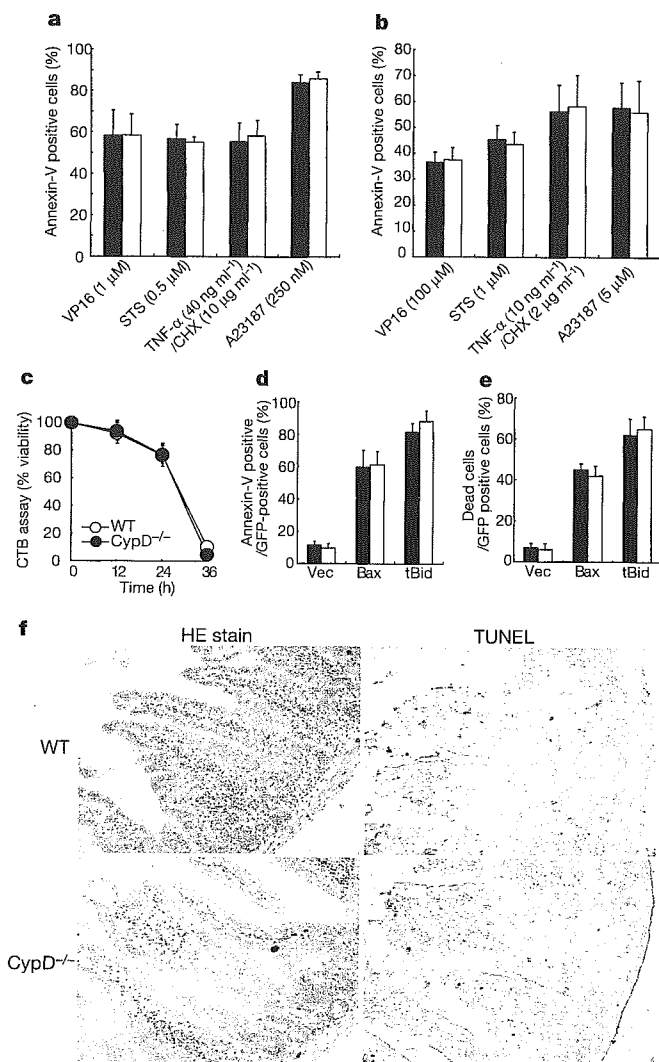 a
Annexin-V positive cells (%)
100
80
60
40
20
0
VP16 (1 µM)
STS (0.5 µM)
TNF-α (40 ng ml⁻¹)
/CHX (10 µg ml⁻¹)
A23187 (250 nM)
b
Annexin-V positive cells (%)
80
70
60
50
40
30
20
10
0
VP16 (100 µM)
STS (1 µM)
TNF-α (10 ng ml⁻¹)
/CHX (2 µg ml⁻¹)
A23187 (5 µM)
c
CTB assay (% viability)
100
80
60
40
20
0
WT
CypD⁻/⁻
0 12 24 36
Time (h)
d
Annexin-V positive
/GFP-positive cells (%)
100
80
60
40
20
0
Vec Bax tBid
e
Dead cells
/GFP positive cells (%)
80
60
40
20
0
Vec Bax tBid
f
HE stain TUNEL
WT
CypD⁻/⁻